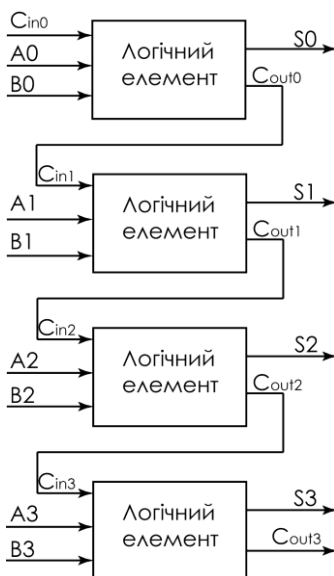 Cin0
A0
B0
Логічний
елемент
S0
Cout0
Cin1
A1
B1
Логічний
елемент
S1
Cout1
Cin2
A2
B2
Логічний
елемент
S2
Cout2
Cin3
A3
B3
Логічний
елемент
S3
Cout3